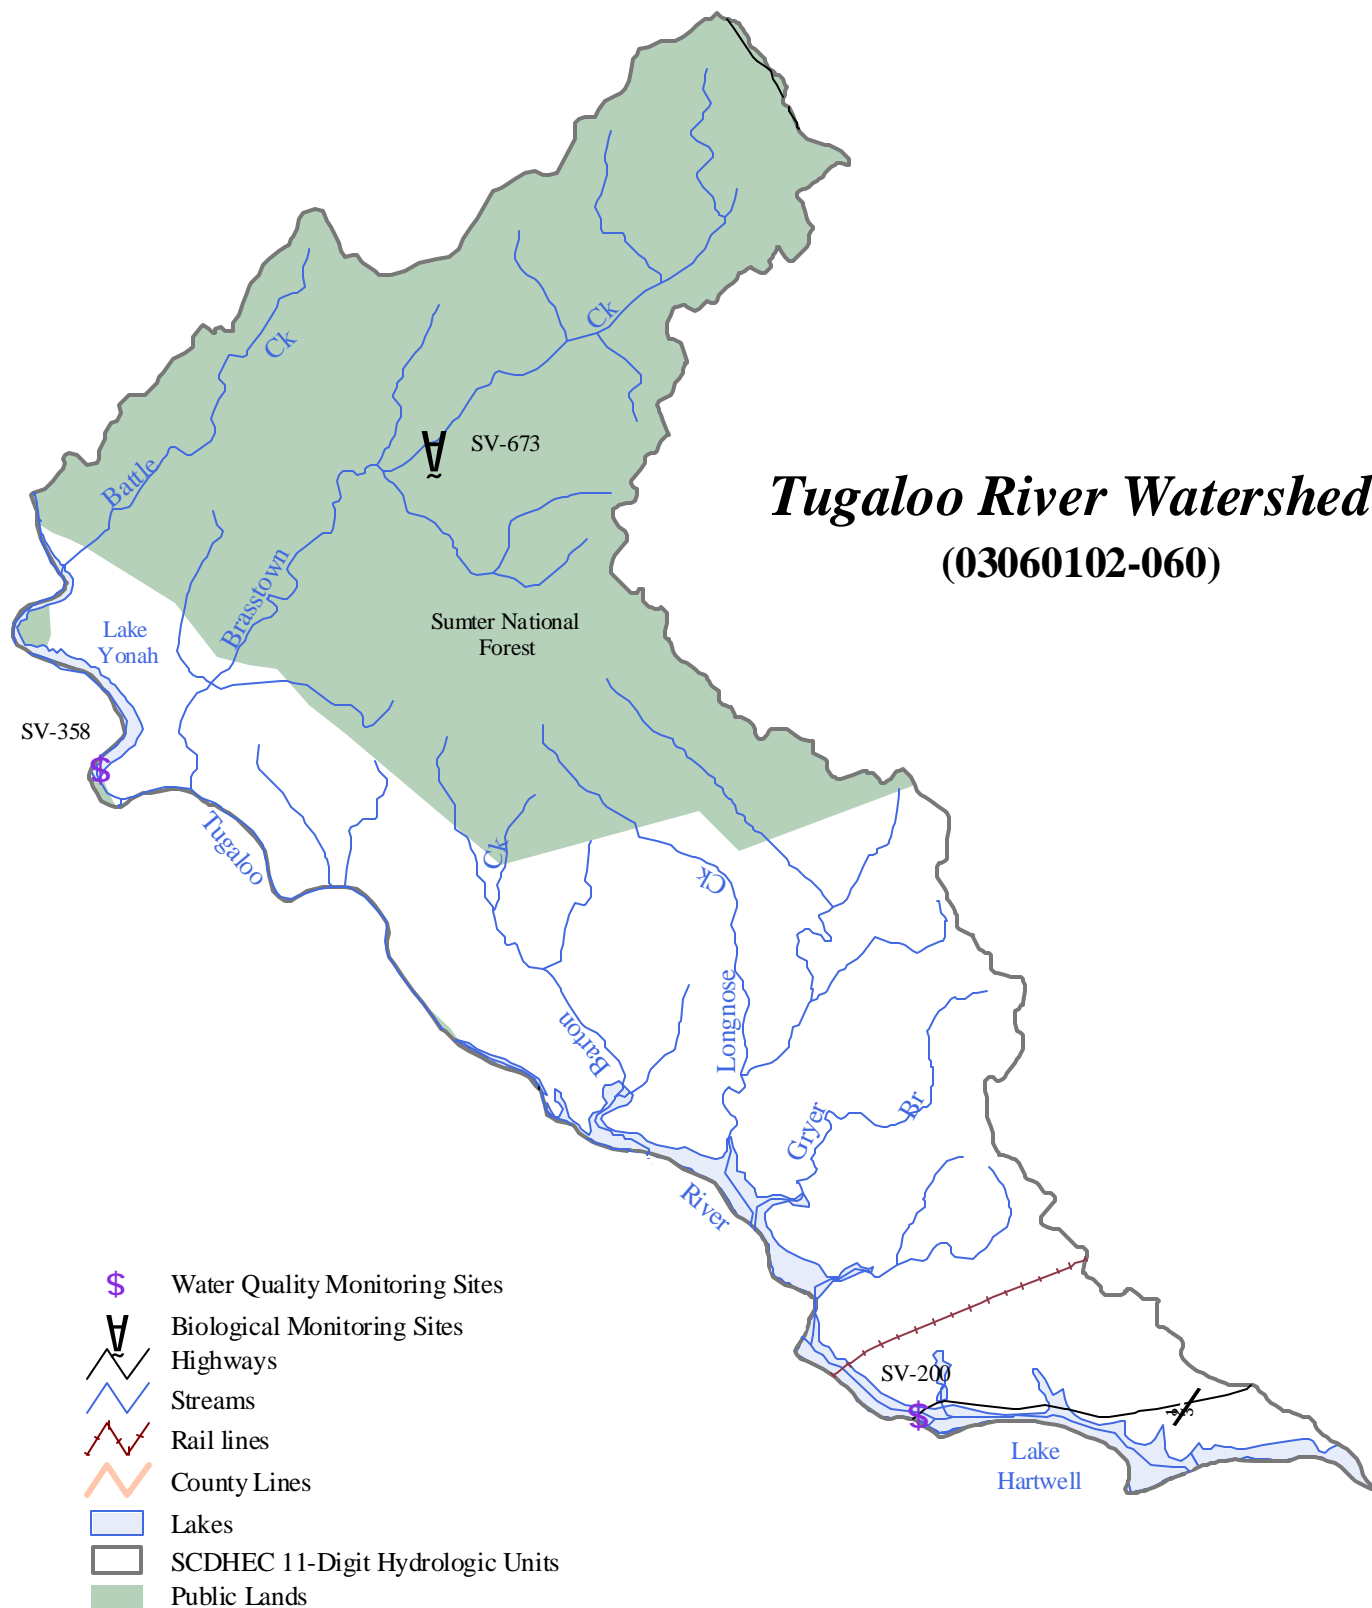 Ck
Ck
SV-673
Battle
Tugaloo River Watershed
(03060102-060)
Brasstown
Sumter National
Forest
Lake
Yonah
SV-358
Tugaloo
Ck
Ck
Longnose
Barton
Gryer
Br
River
SV-200
Lake
Hartwell
$ Water Quality Monitoring Sites
Biological Monitoring Sites
Highways
Streams
Rail lines
County Lines
Lakes
SCDHEC 11-Digit Hydrologic Units
Public Lands